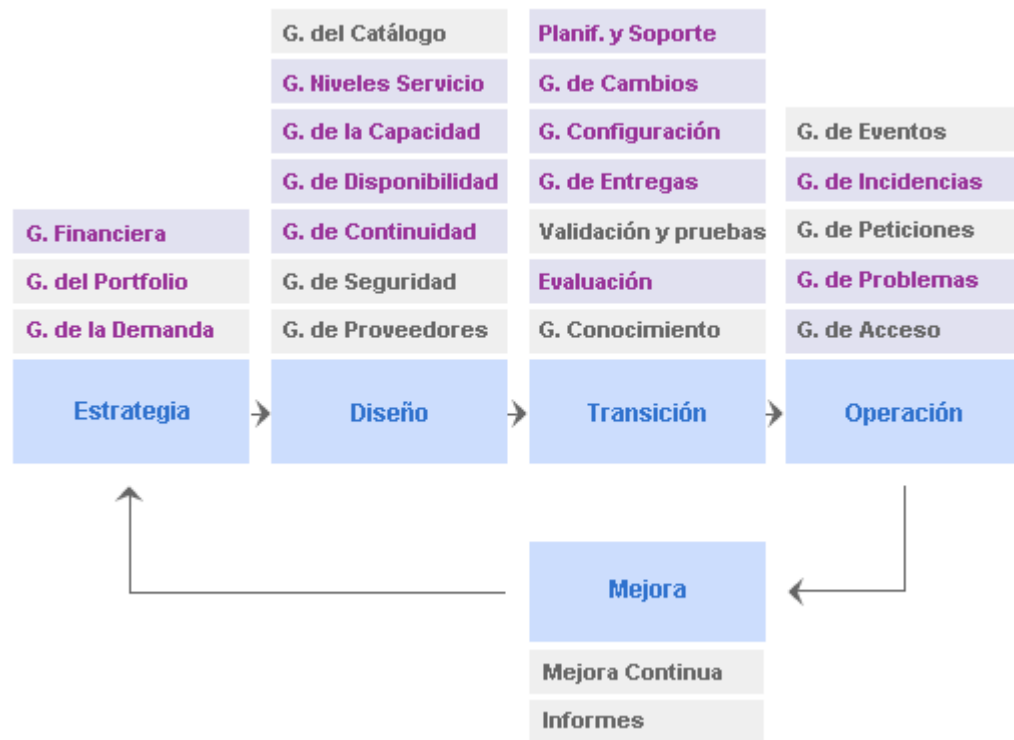 G. Financiera
G. del Portfolio
G. de la Demanda
Estrategia
G. del Catálogo
G. Niveles Servicio
G. de la Capacidad
G. de Disponibilidad
G. de Continuidad
G. de Seguridad
G. de Proveedores
Diseño
Planif. y Soporte
G. de Cambios
G. Configuración
G. de Entregas
Validación y pruebas
Evaluación
G. Conocimiento
Transición
G. de Eventos
G. de Incidencias
G. de Peticiones
G. de Problemas
G. de Acceso
Operación
Mejora
Mejora Continua
Informes